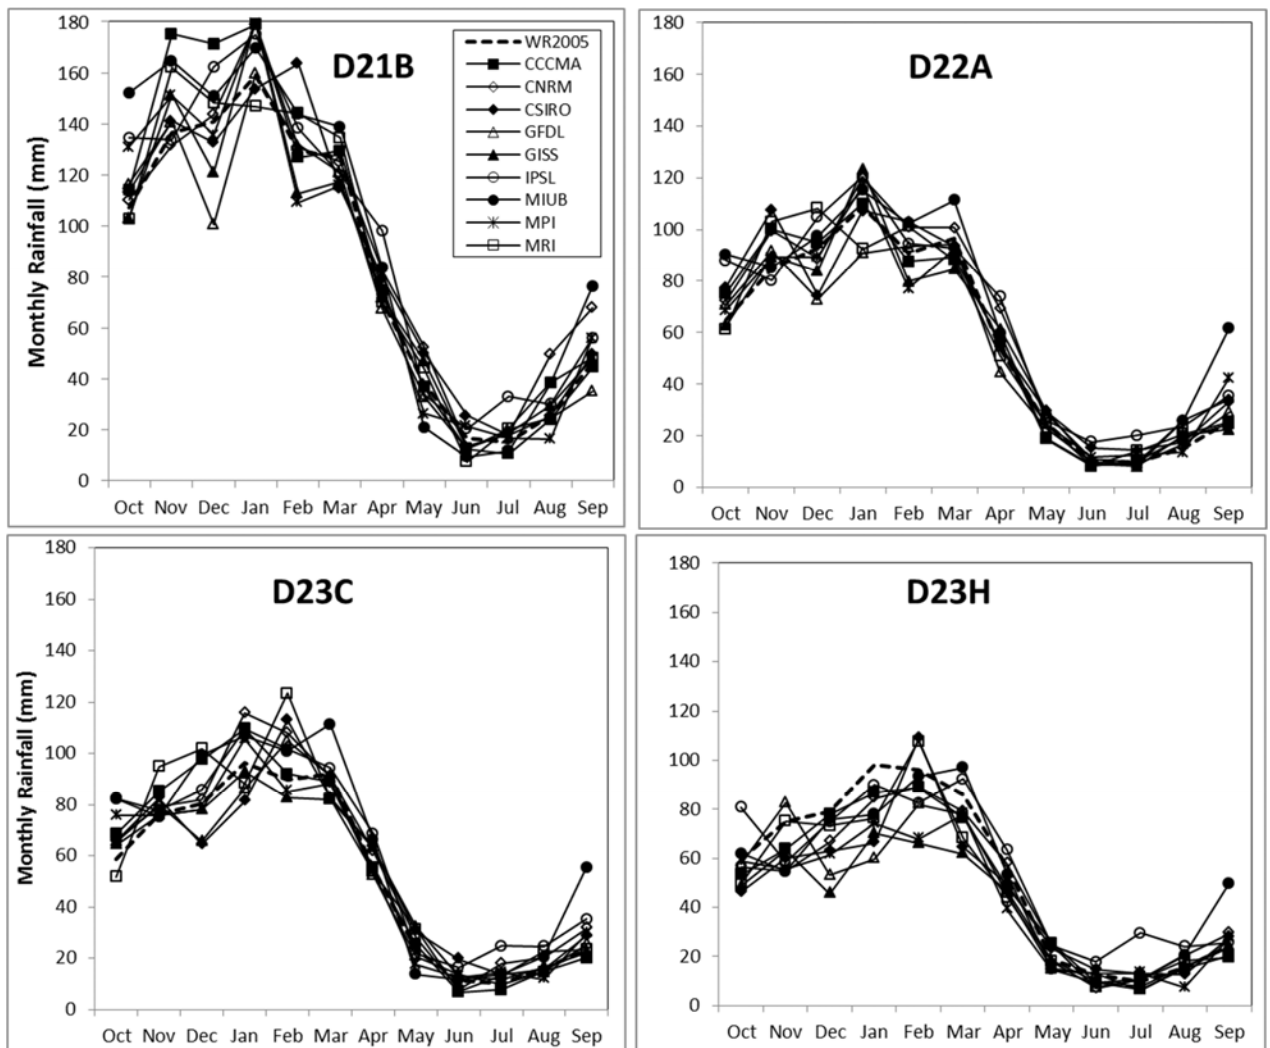 D21B
Monthly Rainfall (mm)
180
160
140
120
100
80
60
40
20
0
Oct Nov Dec Jan Feb Mar Apr May Jun Jul Aug Sep
WR2005
CCCMA
CNRM
CSIRO
GFDL
GISS
IPSL
MIUB
MPI
MRI
D22A
180
160
140
120
100
80
60
40
20
0
Oct Nov Dec Jan Feb Mar Apr May Jun Jul Aug Sep
D23C
Monthly Rainfall (mm)
180
160
140
120
100
80
60
40
20
0
Oct Nov Dec Jan Feb Mar Apr May Jun Jul Aug Sep
D23H
180
160
140
120
100
80
60
40
20
0
Oct Nov Dec Jan Feb Mar Apr May Jun Jul Aug Sep